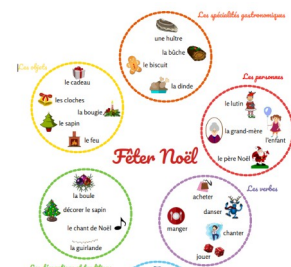 Les spécialités gastronomiques
une huître
la bûche
le biscuit
la dinde
Les objets
le cadeau
les cloches
la bougie
le sapin
le feu
Les personnes
le lutin
la grand-mère
l'enfant
le père Noël
Fêter Noël
la boule
décorer le sapin
le chant de Noël
la guirlande
Les verbes
acheter
danser
manger
chanter
jouer